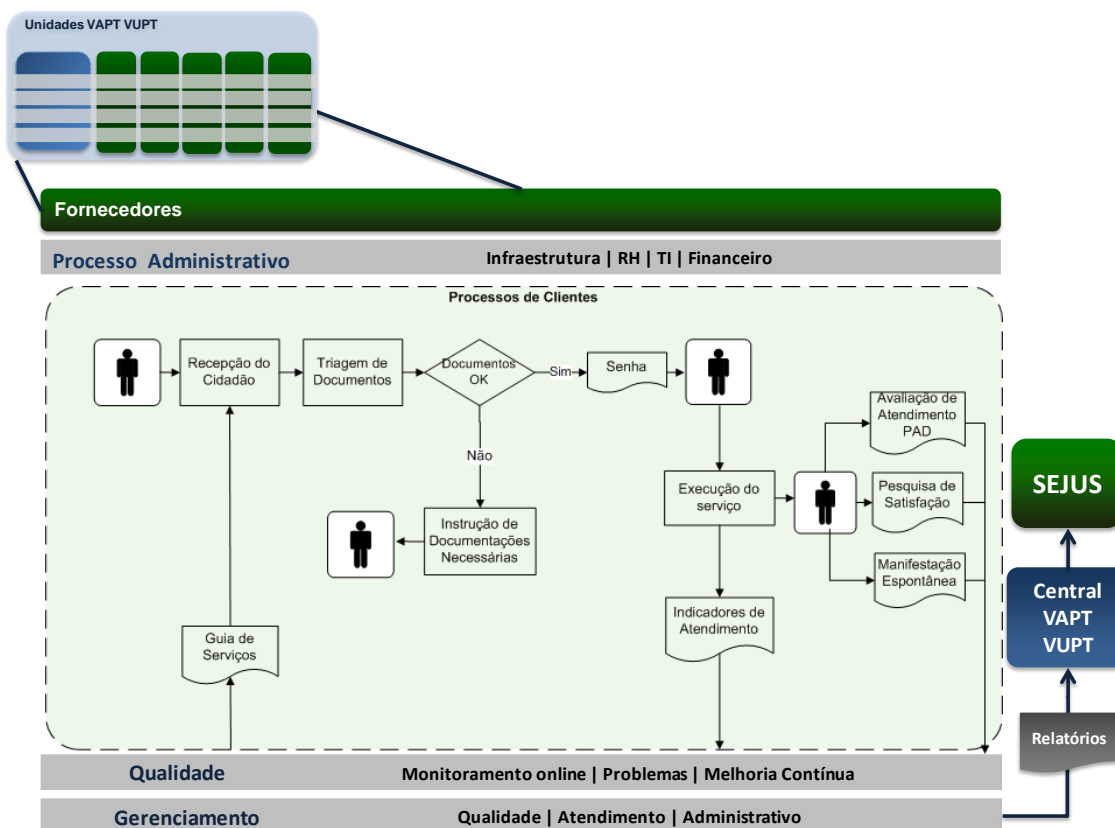 Unidades VAPT VUPT
Fornecedores
Processo Administrativo
Infraestrutura | RH | TI | Financeiro
Processos de Clientes
Recepção do
Cidadão
Triagem de
Documentos
Documentos
OK
Sim
Senha
Não
Instrução de
Documentações
Necessárias
Guia de
Serviços
Execução do
serviço
Indicadores de
Atendimento
Avaliação de
Atendimento
PAD
Pesquisa de
Satisfação
Manifestação
Espontânea
SEJUS
Central
VAPT
VUPT
Relatórios
Qualidade
Monitoramento online | Problemas | Melhoria Contínua
Gerenciamento
Qualidade | Atendimento | Administrativo